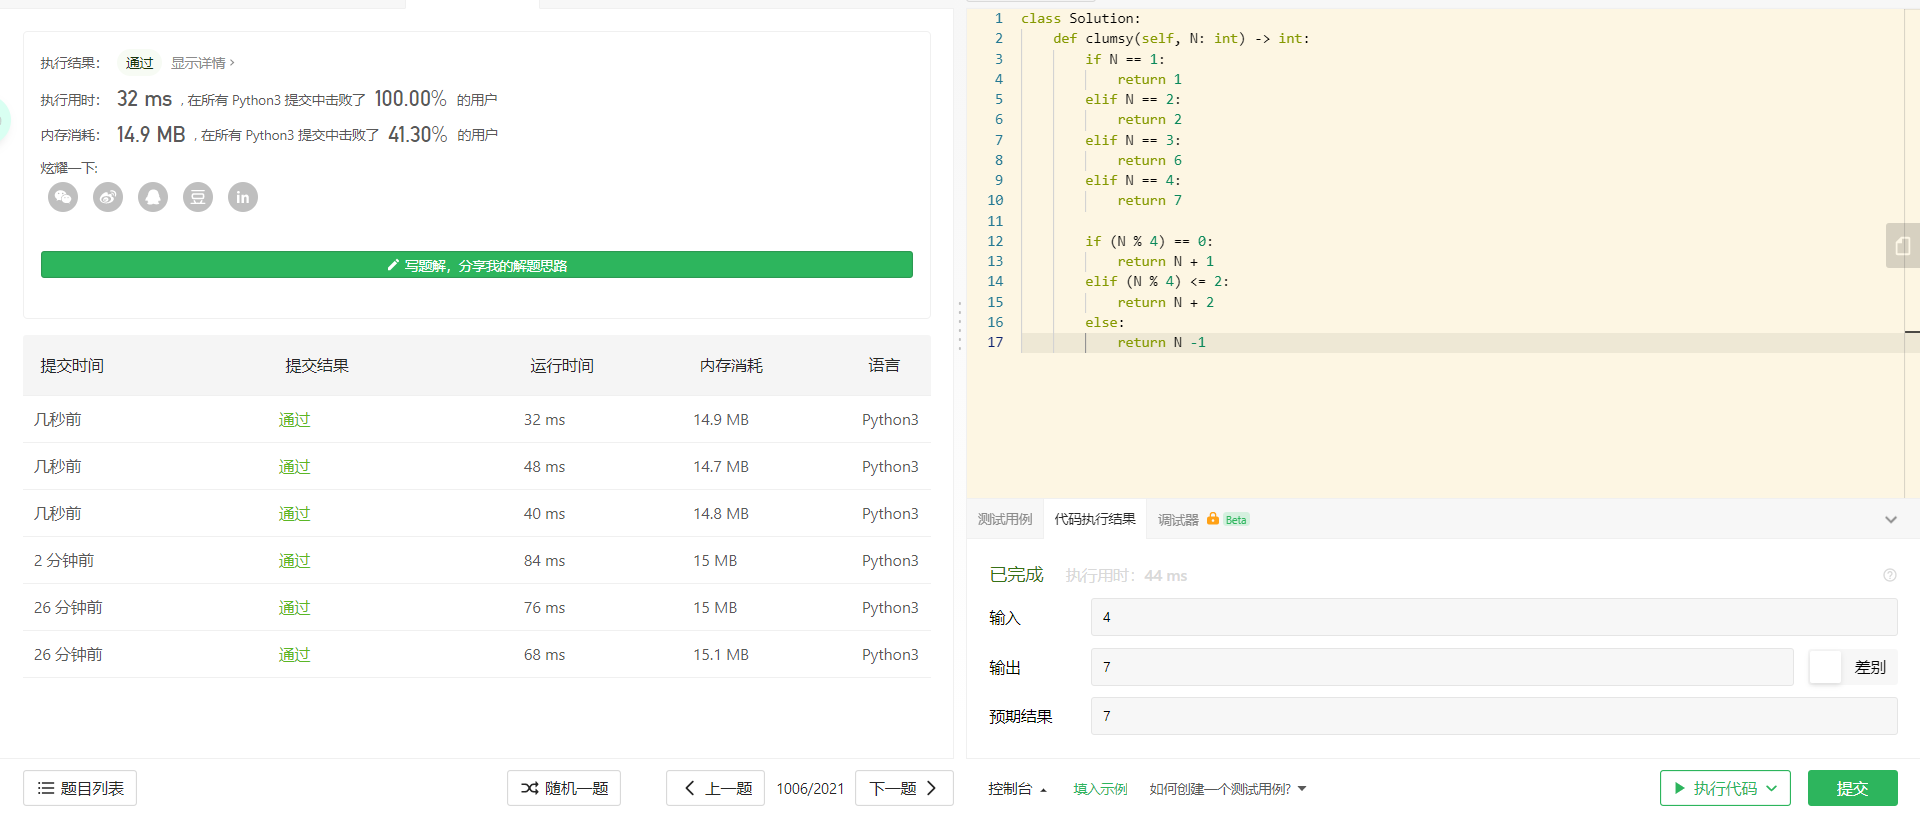 执行结果： 通过 显示详情 ›
执行用时： 32 ms , 在所有 Python3 提交中击败了 100.00% 的用户
内存消耗： 14.9 MB , 在所有 Python3 提交中击败了 41.30% 的用户
炫耀一下:
豆 in
写题解，分享我的解题思路
提交时间 提交结果 运行时间 内存消耗 语言
几秒前 通过 32 ms 14.9 MB Python3
几秒前 通过 48 ms 14.7 MB Python3
几秒前 通过 40 ms 14.8 MB Python3
2 分钟前 通过 84 ms 15 MB Python3
26 分钟前 通过 76 ms 15 MB Python3
26 分钟前 通过 68 ms 15.1 MB Python3
题目列表 随机一题 上一题 1006/2021 下一题
1 class Solution:
2 def clumsy(self, N: int) -> int:
3 if N == 1:
4 return 1
5 elif N == 2:
6 return 2
7 elif N == 3:
8 return 6
9 elif N == 4:
10 return 7
11
12 if (N % 4) == 0:
13 return N + 1
14 elif (N % 4) <= 2:
15 return N + 2
16 else:
17 return N -1
测试用例 代码执行结果 调试器 Beta
已完成 执行用时：44 ms
输入 4
输出 7 差别
预期结果 7
控制台 填入示例 如何创建一个测试用例? 执行代码 提交